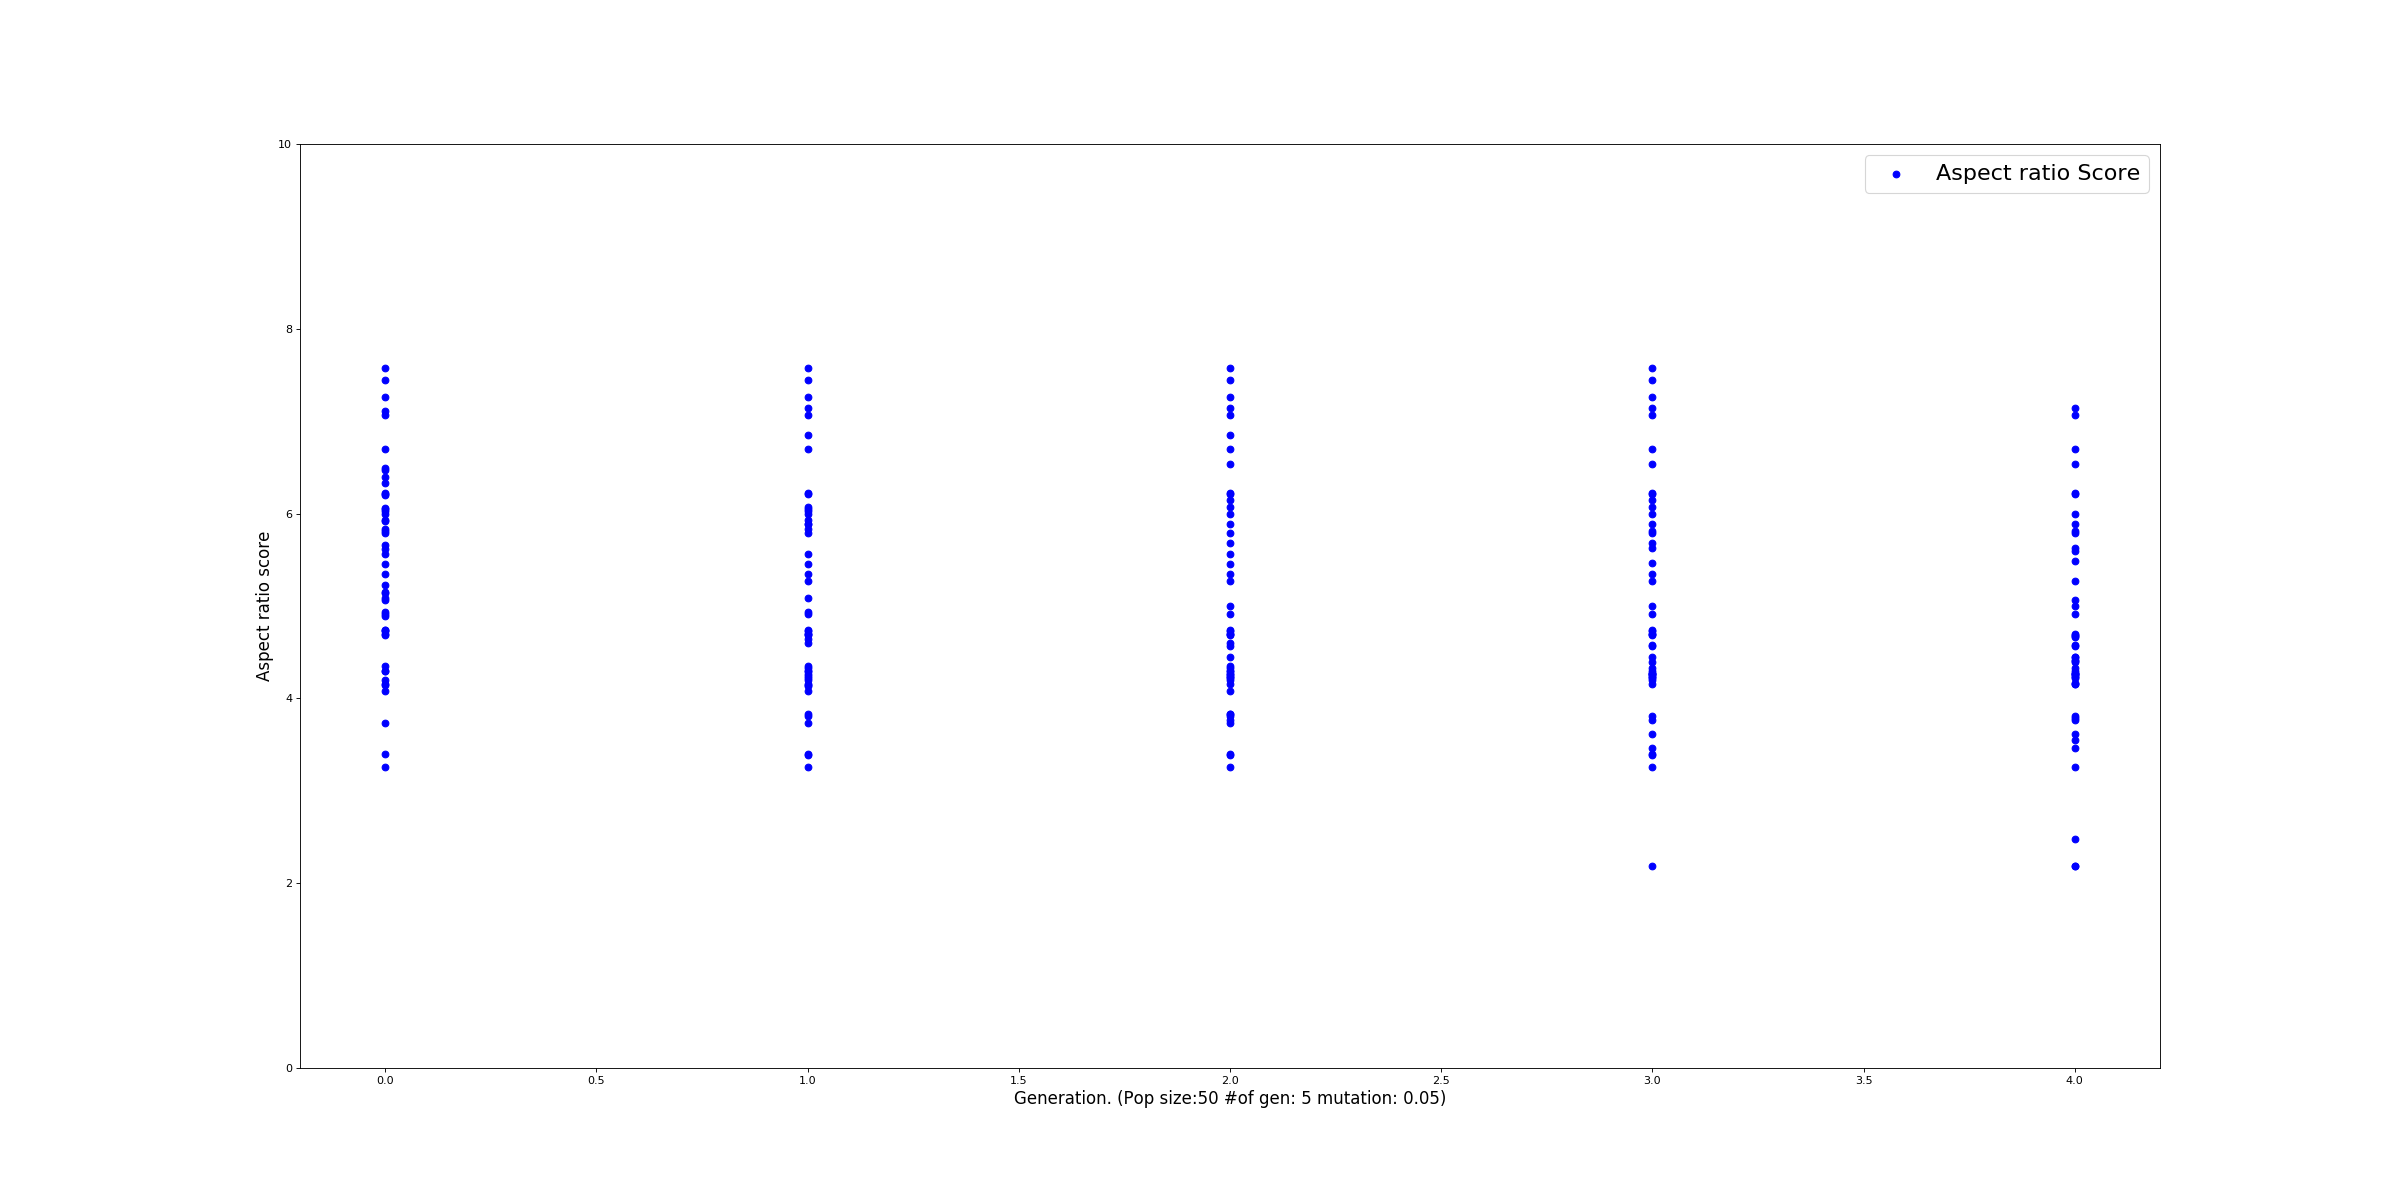 10
Aspect ratio Score
8
6
Aspect ratio score
4
2
0
0.0 0.5 1.0 1.5 2.0 2.5 3.0 3.5 4.0
Generation. (Pop size:50 #of gen: 5 mutation: 0.05)